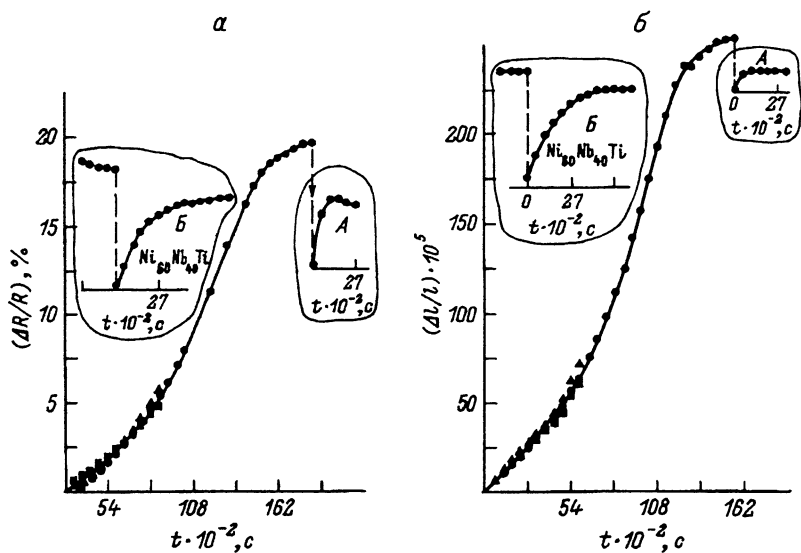 а
б
(ΔR/R), %
20
15
10
5
54
108
162
t·10⁻², с
Б
Ni₆₀Nb₄₀Ti
27
t·10⁻², с
А
27
t·10⁻², с
(Δl/l)·10⁵
200
150
100
50
54
108
162
t·10⁻², с
Б
Ni₆₀Nb₄₀Ti
0
27
t·10⁻², с
А
0
27
t·10⁻², с